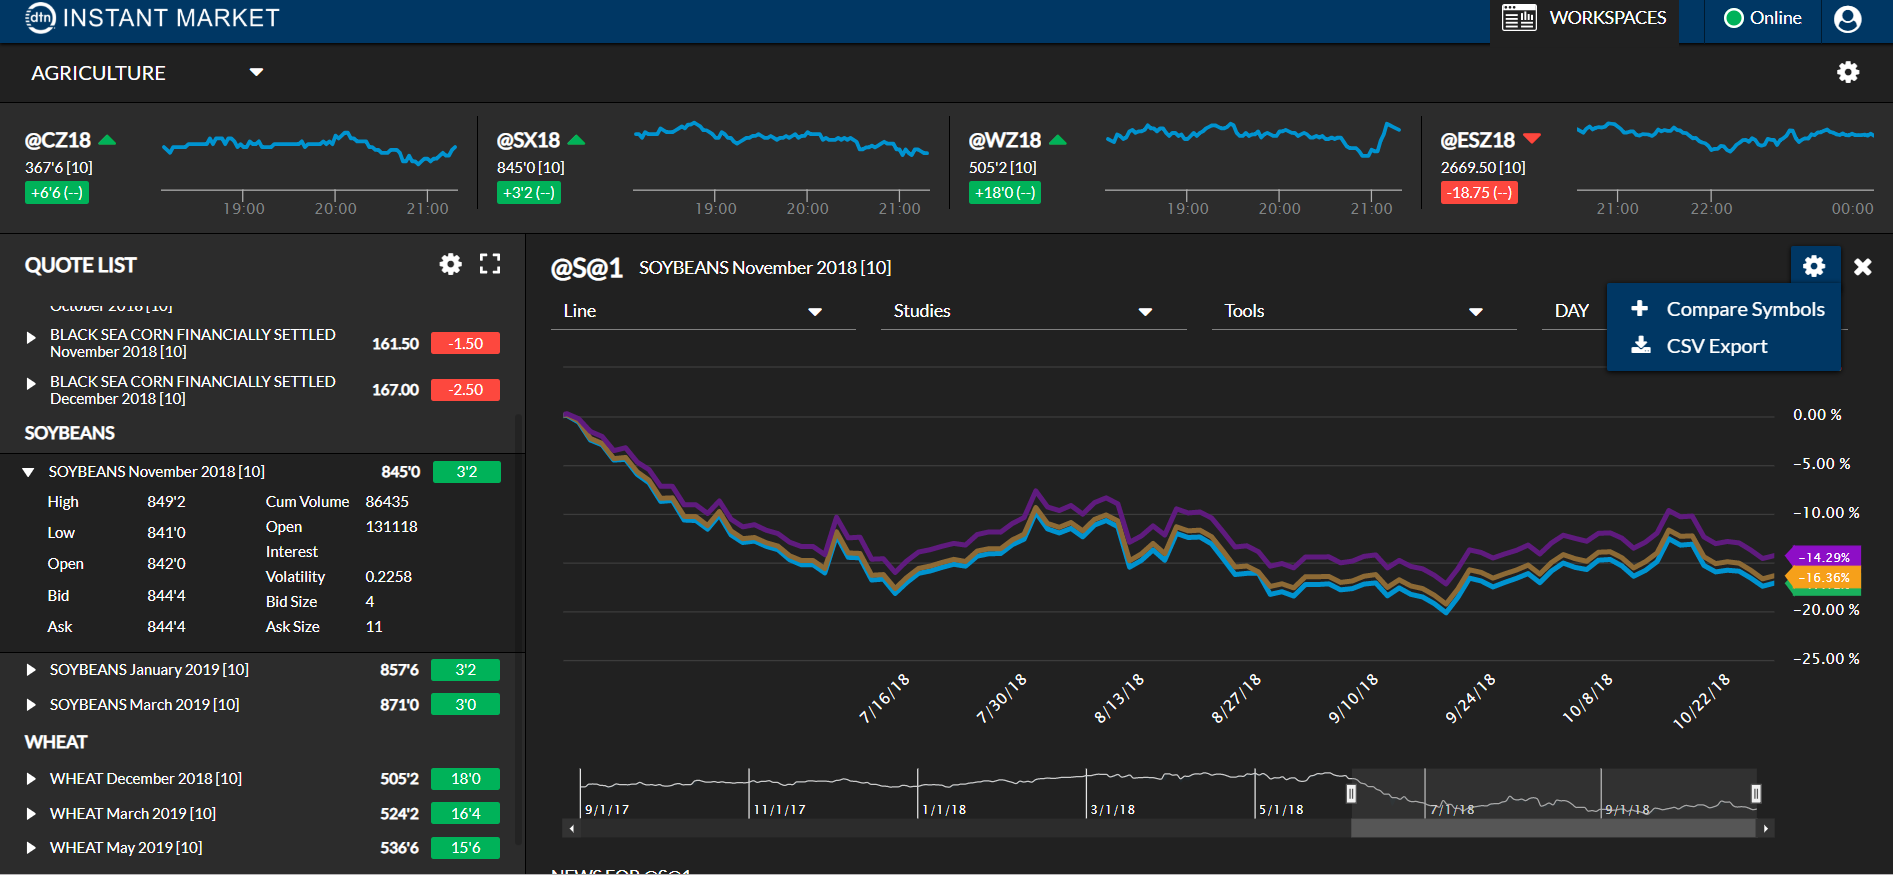 dtn INSTANT MARKET
WORKSPACES
Online
AGRICULTURE
@CZ18
367'6 [10]
+6'6 (--)
19:00 20:00 21:00
@SX18
845'0 [10]
+3'2 (--)
19:00 20:00 21:00
@WZ18
505'2 [10]
+18'0 (--)
19:00 20:00 21:00
@ESZ18
2669.50 [10]
-18.75 (--)
21:00 22:00 00:00
QUOTE LIST
October 2018 [10]
BLACK SEA CORN FINANCIALLY SETTLED
November 2018 [10]
161.50 -1.50
BLACK SEA CORN FINANCIALLY SETTLED
December 2018 [10]
167.00 -2.50
SOYBEANS
SOYBEANS November 2018 [10] 845'0 3'2
High 849'2
Low 841'0
Open 842'0
Bid 844'4
Ask 844'4
Cum Volume 86435
Open
Interest
131118
Volatility 0.2258
Bid Size 4
Ask Size 11
SOYBEANS January 2019 [10] 857'6 3'2
SOYBEANS March 2019 [10] 871'0 3'0
WHEAT
WHEAT December 2018 [10] 505'2 18'0
WHEAT March 2019 [10] 524'2 16'4
WHEAT May 2019 [10] 536'6 15'6
@S@1 SOYBEANS November 2018 [10]
Line
Studies
Tools
DAY
Compare Symbols
CSV Export
0.00 %
-5.00 %
-10.00 %
-14.29%
-16.36%
-20.00 %
-25.00 %
7/16/18 7/30/18 8/13/18 8/27/18 9/10/18 9/24/18 10/8/18 10/22/18
9/1/17 11/1/17 1/1/18 3/1/18 5/1/18 7/1/18 9/1/18
NEWS FOR @S@1